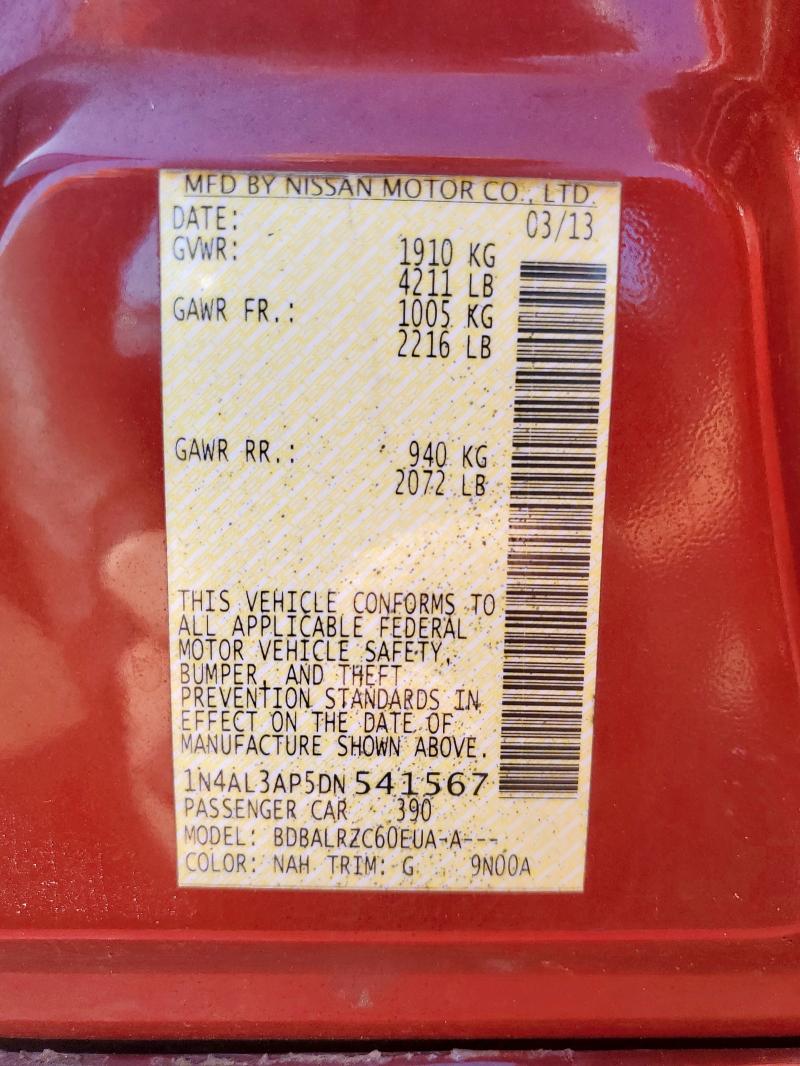 MFD BY NISSAN MOTOR CO., LTD.
DATE: 03/13
GVWR: 1910 KG
4211 LB
GAWR FR.: 1005 KG
2216 LB
GAWR RR.: 940 KG
2072 LB
THIS VEHICLE CONFORMS TO
ALL APPLICABLE FEDERAL
MOTOR VEHICLE SAFETY,
BUMPER, AND THEFT
PREVENTION STANDARDS IN
EFFECT ON THE DATE OF
MANUFACTURE SHOWN ABOVE.
1N4AL3AP5DN541567
PASSENGER CAR 390
MODEL: BDBALRZC60EUA-A---
COLOR: NAH TRIM: G 9N00A